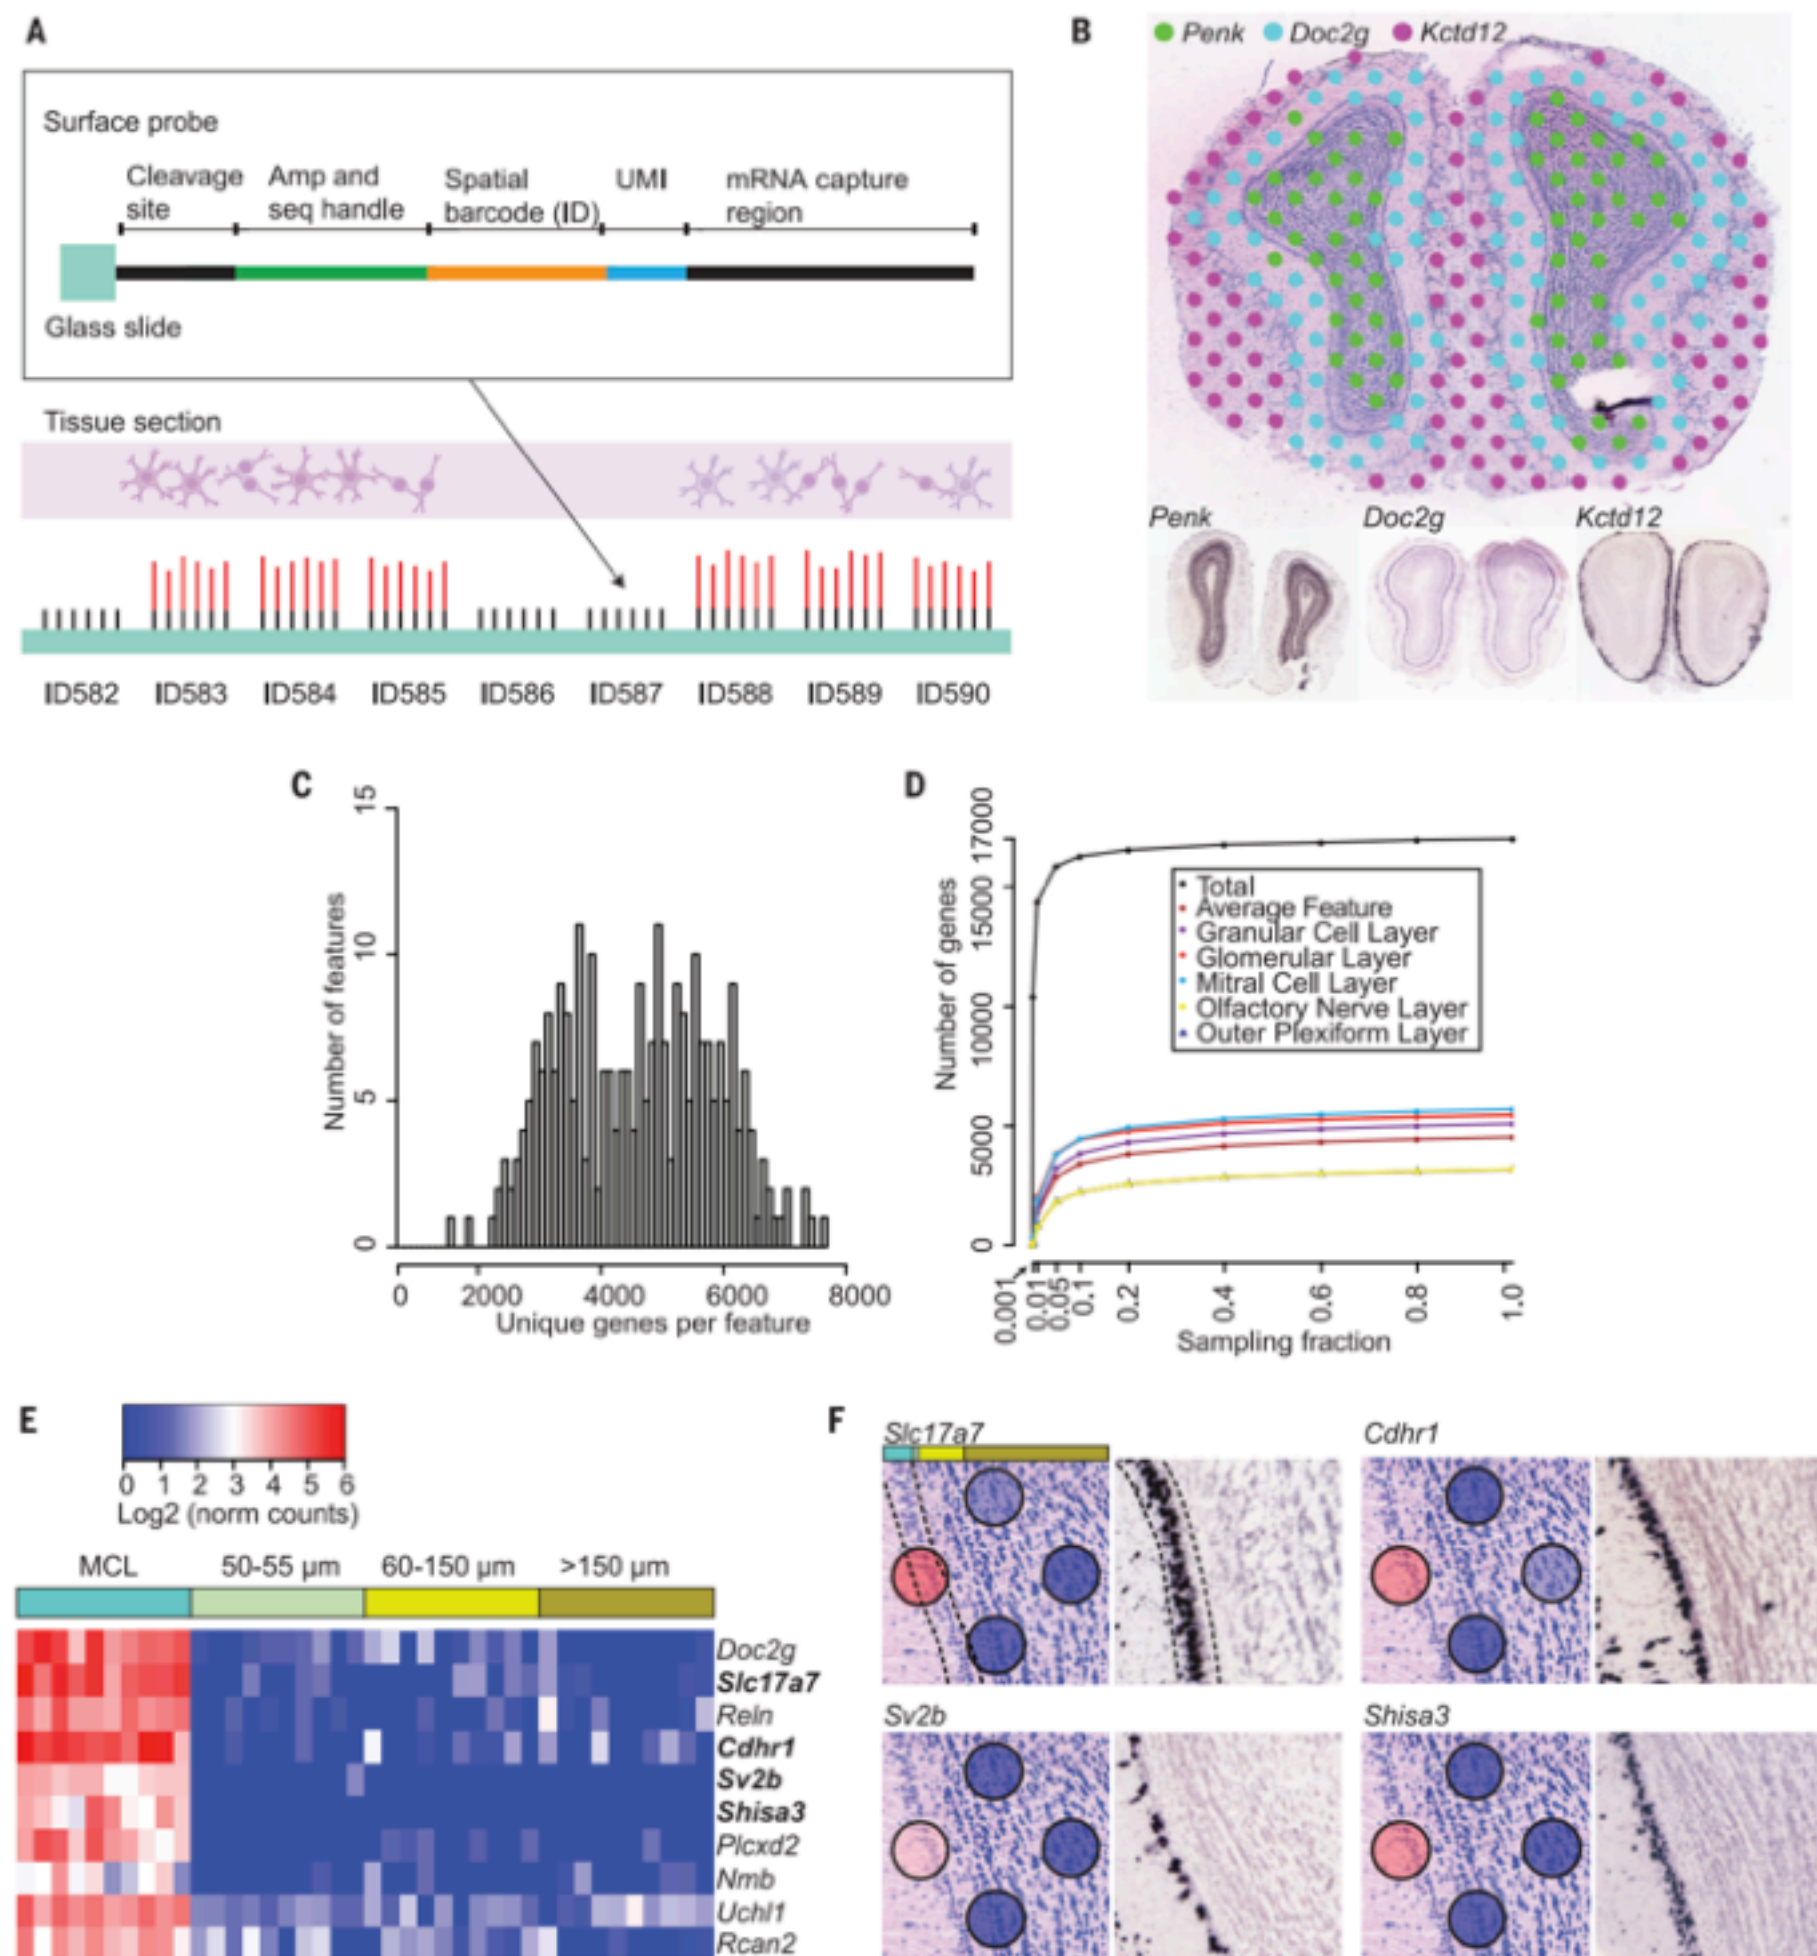 A
Surface probe
Cleavage site
Amp and seq handle
Spatial barcode (ID)
UMI
mRNA capture region
Glass slide
Tissue section
ID582 ID583 ID584 ID585 ID586 ID587 ID588 ID589 ID590
B
Penk Doc2g Kctd12
Penk Doc2g Kctd12
C
Number of features
15
10
5
0
0 2000 4000 6000 8000
Unique genes per feature
D
Number of genes
17000
15000
10000
5000
0
Total
Average Feature
Granular Cell Layer
Glomerular Layer
Mitral Cell Layer
Olfactory Nerve Layer
Outer Plexiform Layer
0.001 0.01 0.05 0.1 0.2 0.4 0.6 0.8 1.0
Sampling fraction
E
0 1 2 3 4 5 6
Log2 (norm counts)
MCL 50-55 µm 60-150 µm >150 µm
Doc2g
Slc17a7
Reln
Cdhr1
Sv2b
Shisa3
Plcxd2
Nmb
Uchl1
Rcan2
F
Slc17a7 Cdhr1
Sv2b Shisa3